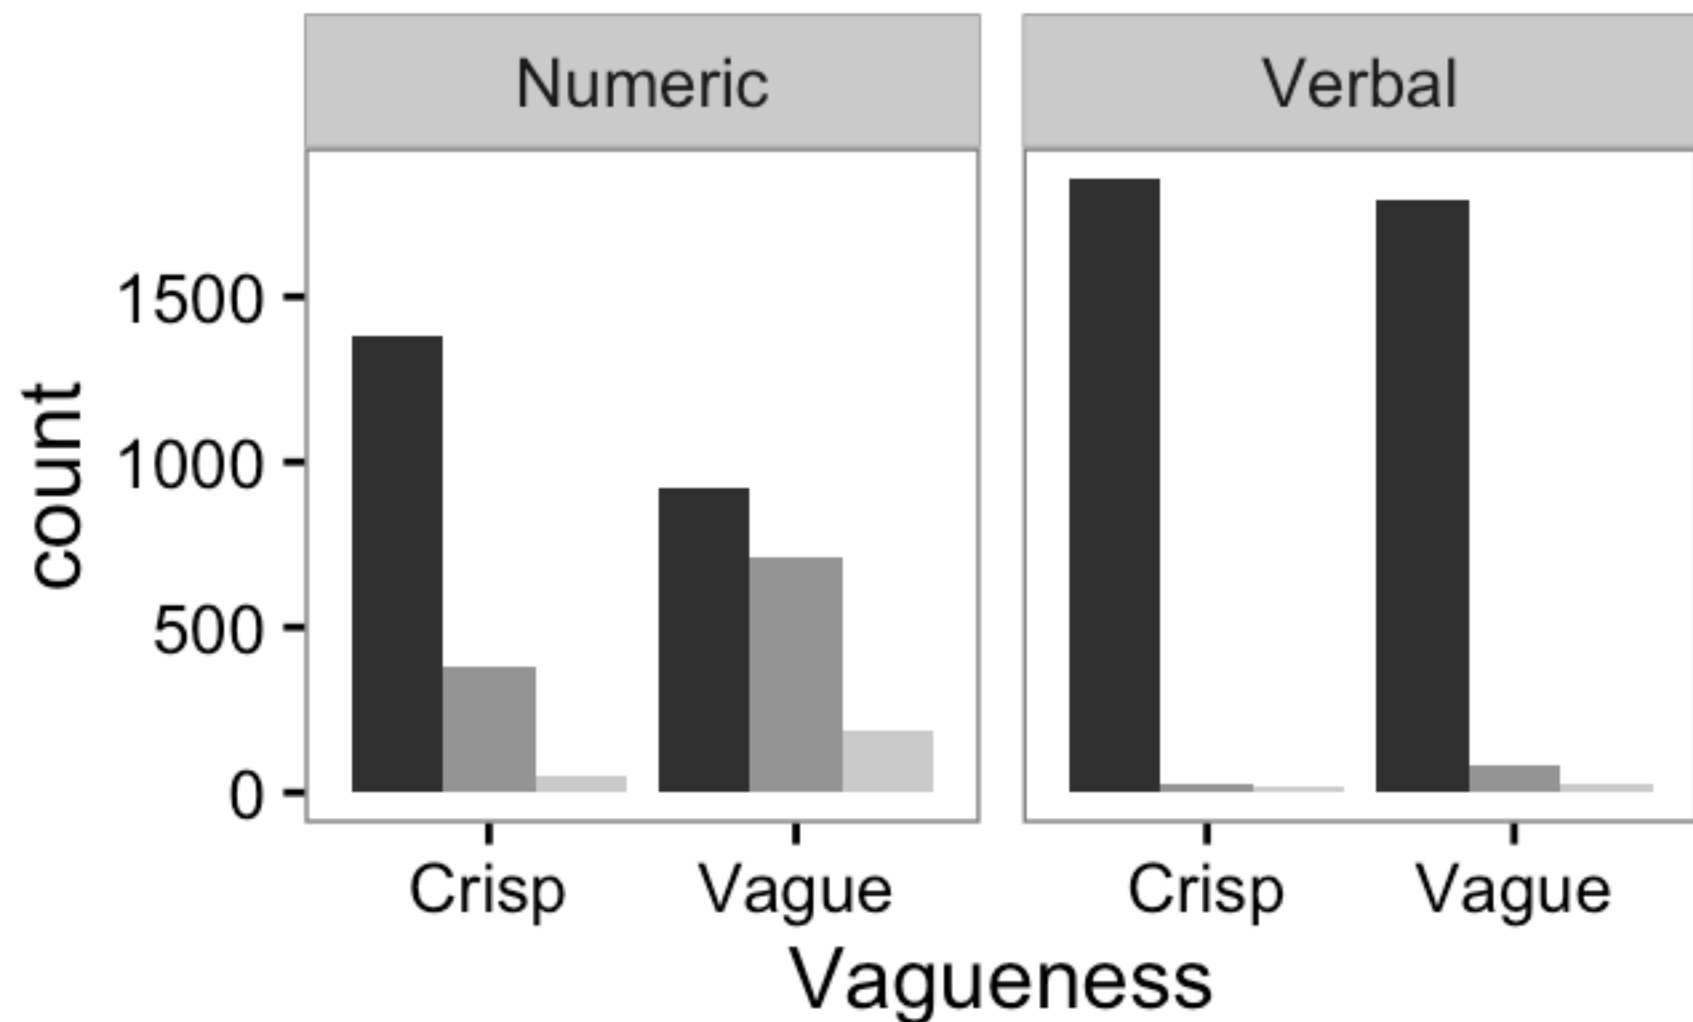 Numeric
Verbal
count
1500
1000
500
0
Crisp
Vague
Crisp
Vague
Vagueness